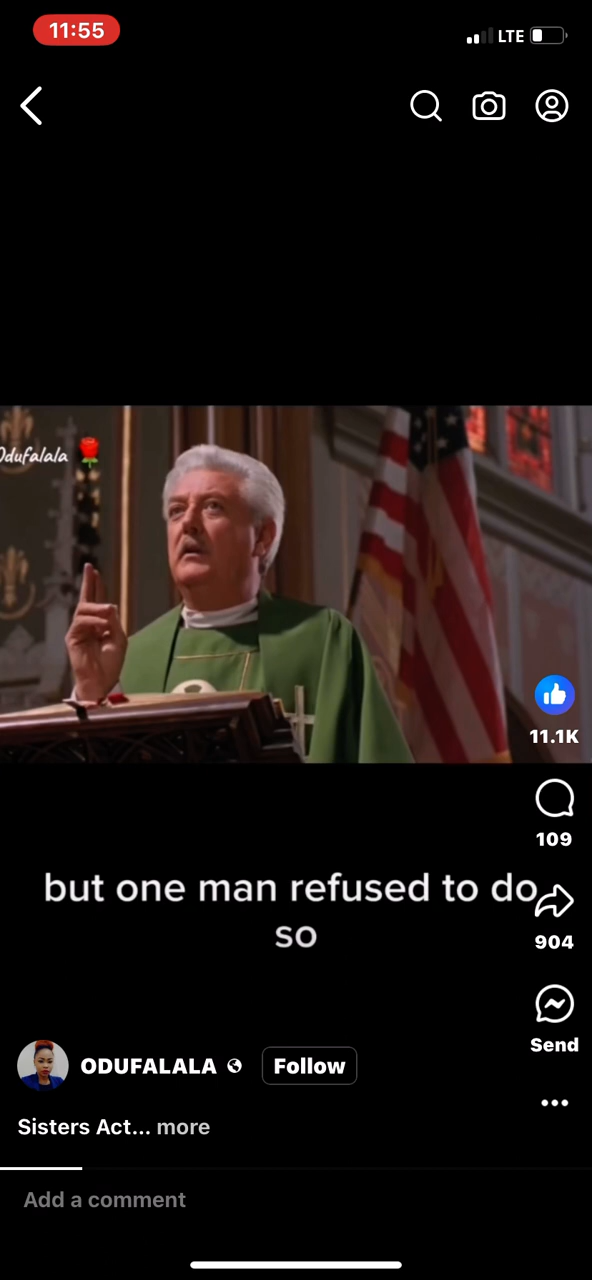 11:55
LTE
Odufalala
11.1K
109
but one man refused to do
so
904
Send
ODUFALALA
Follow
Sisters Act... more
Add a comment